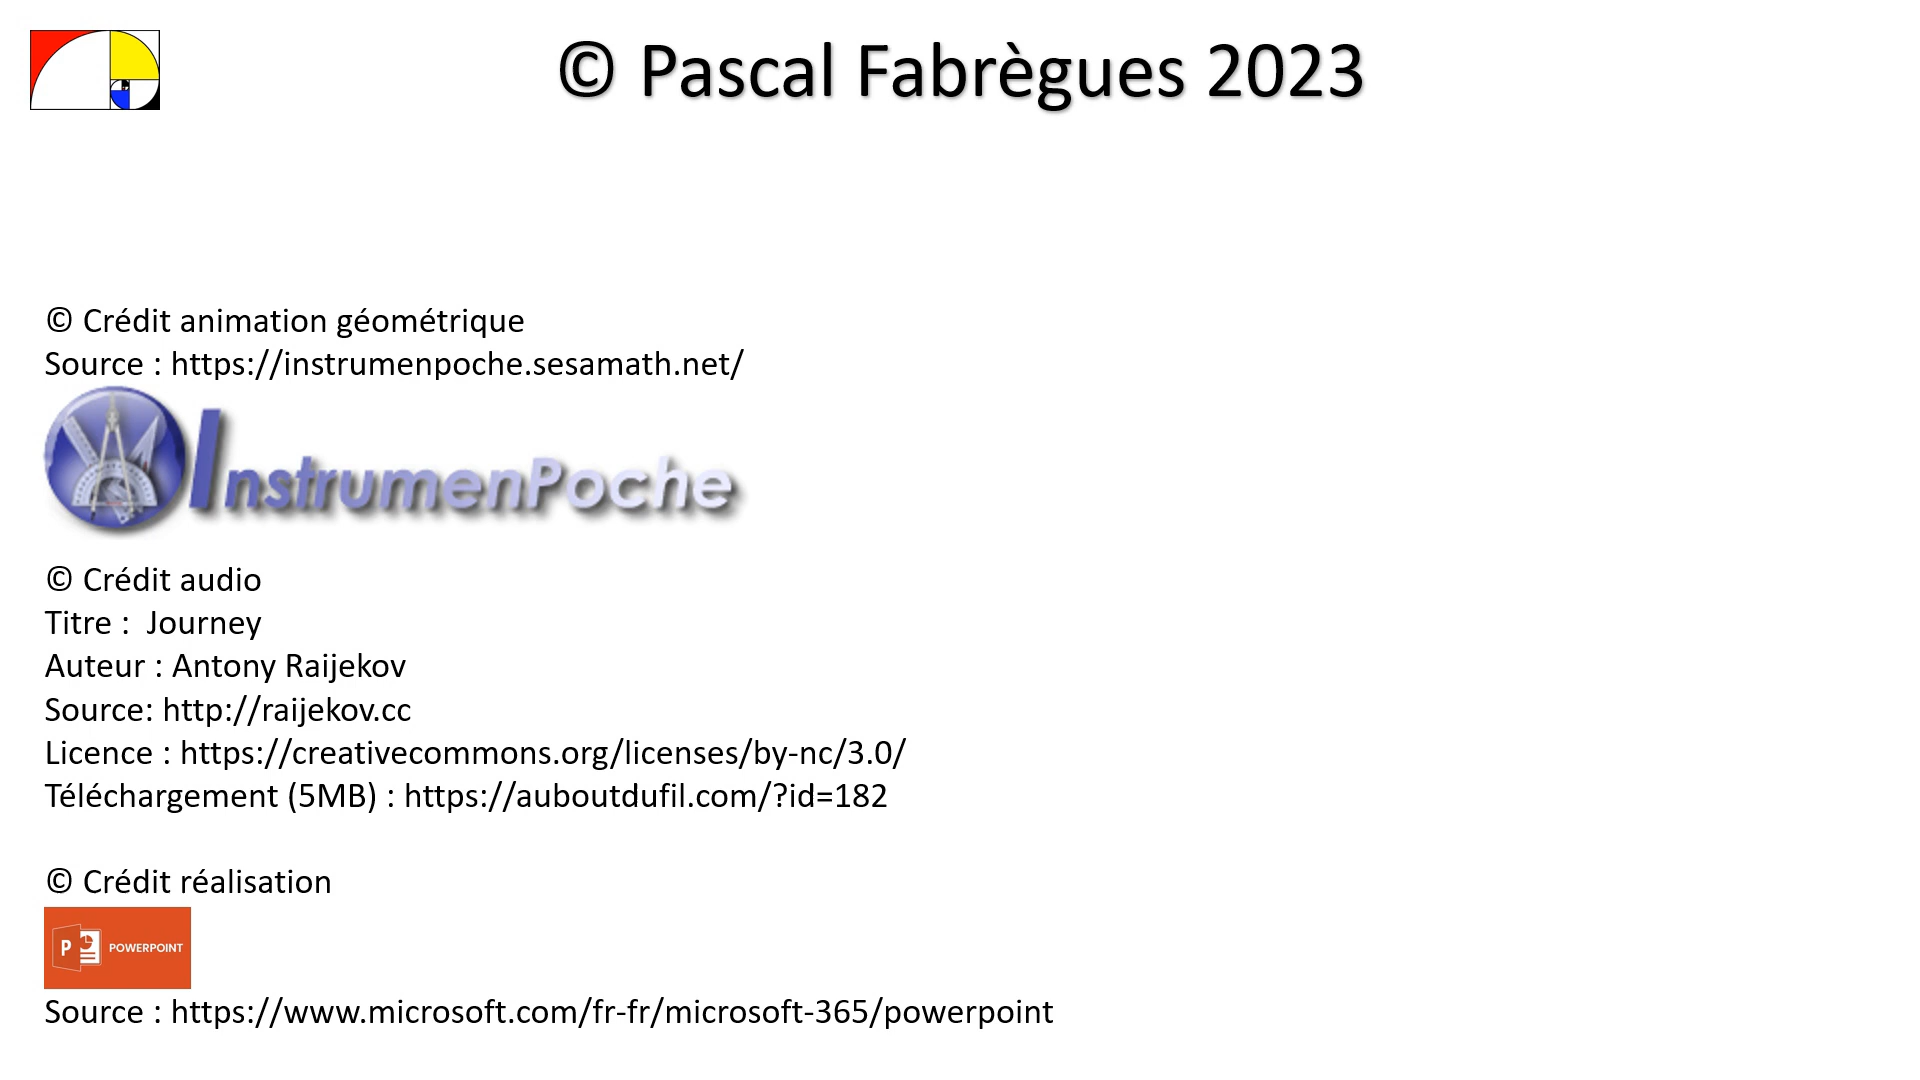 © Pascal Fabrègues 2023
© Crédit animation géométrique
Source : https://instrumenpoche.sesamath.net/
InstrumenPoche
© Crédit audio
Titre :  Journey
Auteur : Antony Raijekov
Source: http://raijekov.cc
Licence : https://creativecommons.org/licenses/by-nc/3.0/
Téléchargement (5MB) : https://auboutdufil.com/?id=182
© Crédit réalisation
P POWERPOINT
Source : https://www.microsoft.com/fr-fr/microsoft-365/powerpoint